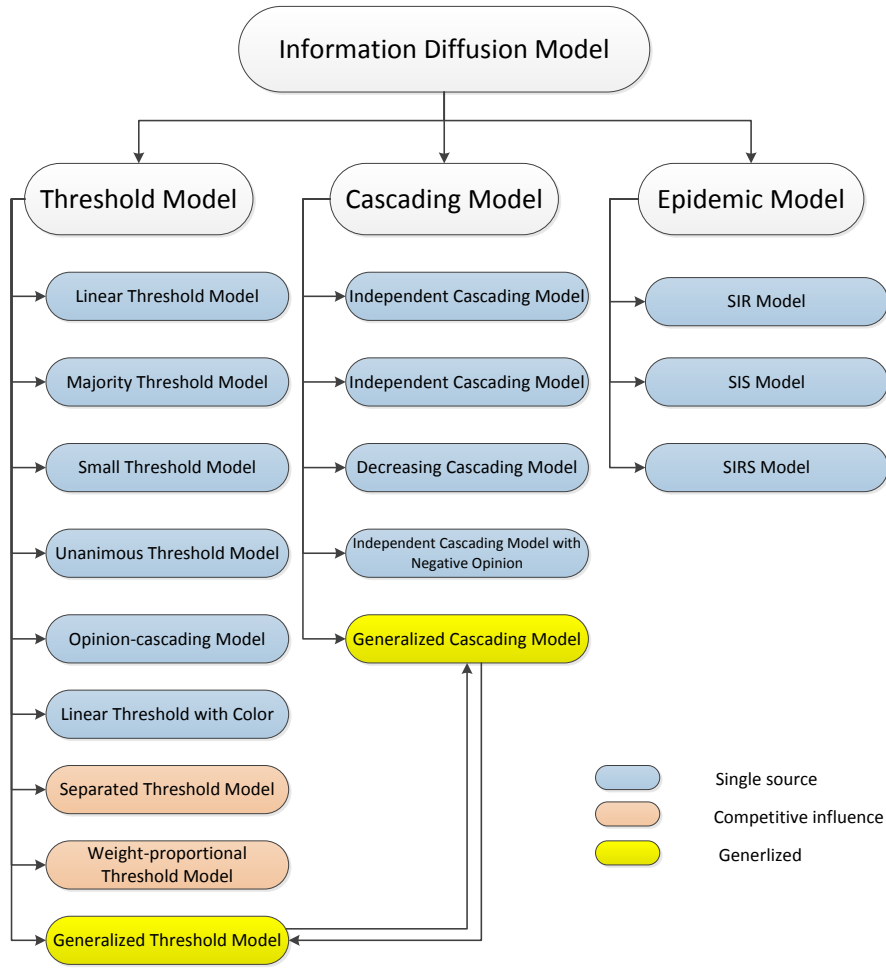 Information Diffusion Model
Threshold Model
Cascading Model
Epidemic Model
Linear Threshold Model
Majority Threshold Model
Small Threshold Model
Unanimous Threshold Model
Opinion-cascading Model
Linear Threshold with Color
Separated Threshold Model
Weight-proportional
Threshold Model
Generalized Threshold Model
Independent Cascading Model
Independent Cascading Model
Decreasing Cascading Model
Independent Cascading Model with
Negative Opinion
Generalized Cascading Model
SIR Model
SIS Model
SIRS Model
Single source
Competitive influence
Generlized